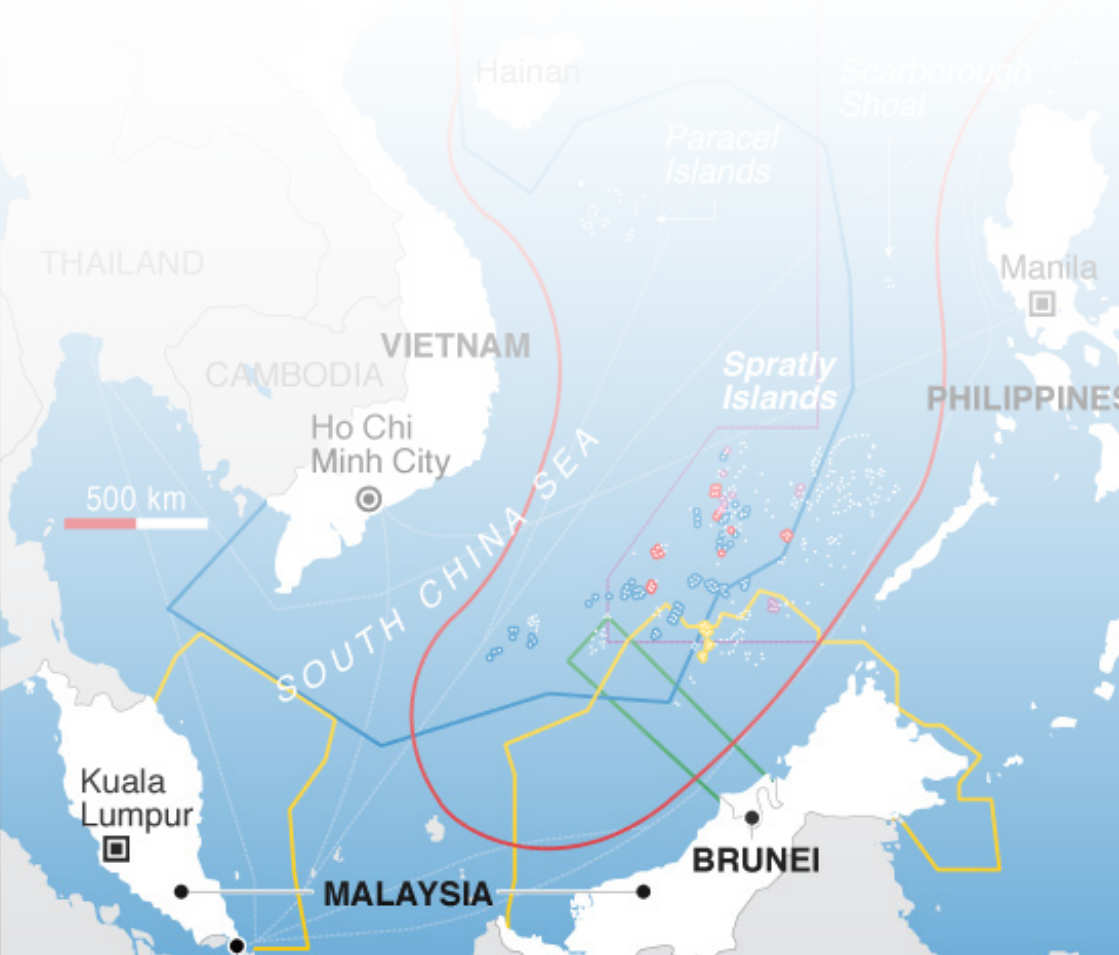 Hainan
Scarborough
Shoal
Paracel
Islands
THAILAND
Manila
VIETNAM
CAMBODIA
Spratly
Islands
PHILIPPINES
Ho Chi
Minh City
500 km
SOUTH CHINA SEA
Kuala
Lumpur
BRUNEI
MALAYSIA